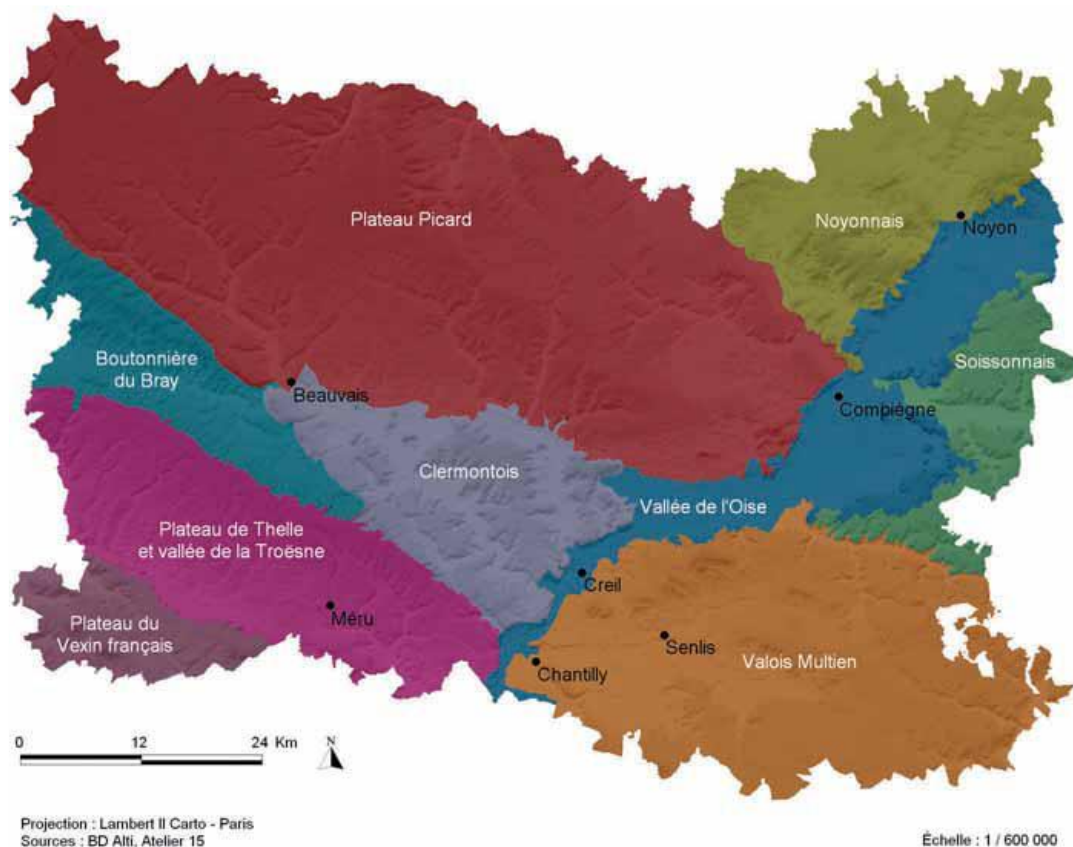 Plateau Picard
Noyonnais
Noyon
Boutonnière
du Bray
Beauvais
Soissonnais
Compiègne
Clermontois
Vallée de l'Oise
Plateau de Thelle
et vallée de la Troësne
Creil
Méru
Plateau du
Vexin français
Senlis
Chantilly
Valois Multien
0 12 24 Km
N
Projection : Lambert II Carto - Paris
Sources : BD Alti, Atelier 15
Échelle : 1 / 600 000